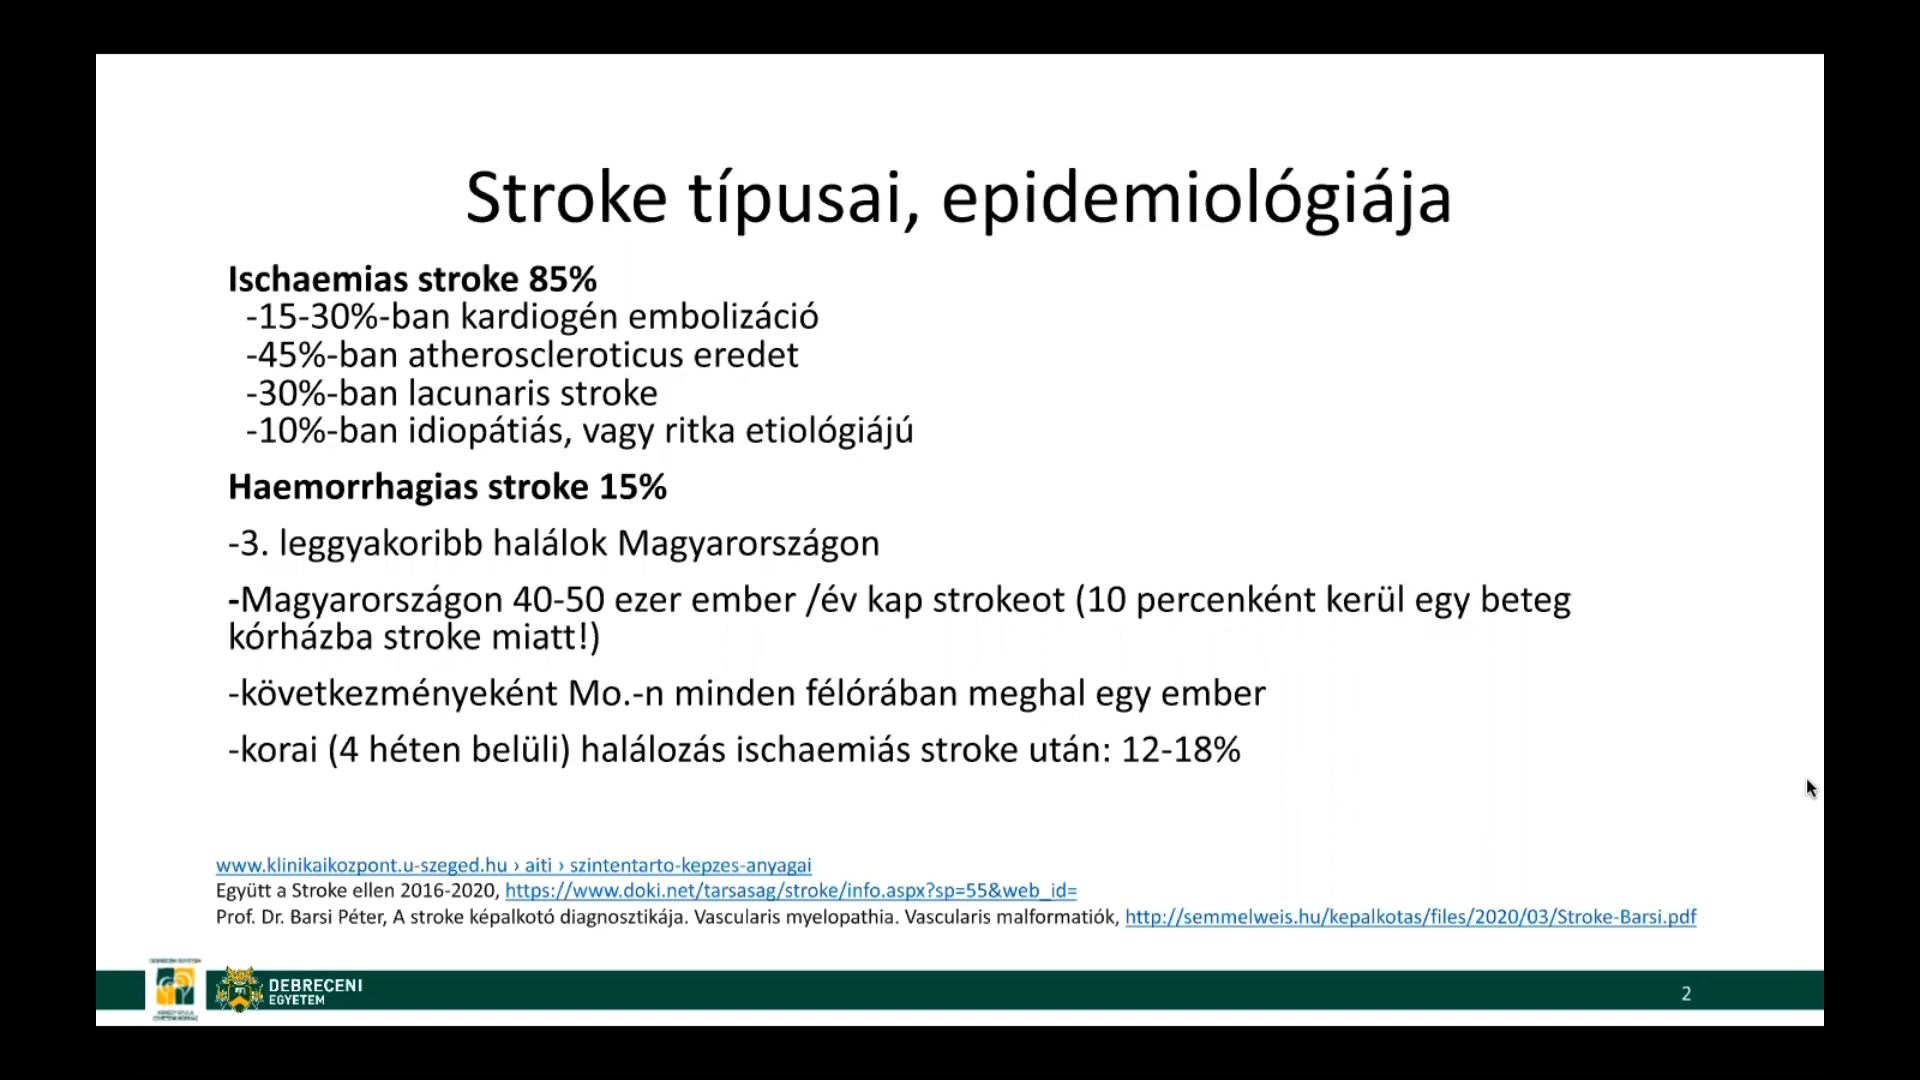 Stroke típusai, epidemiológiája
Ischaemias stroke 85%
-15-30%-ban kardiogén embolizáció
-45%-ban atheroscleroticus eredet
-30%-ban lacunaris stroke
-10%-ban idiopátiás, vagy ritka etiológiájú
Haemorrhagias stroke 15%
-3. leggyakoribb halálok Magyarországon
-Magyarországon 40-50 ezer ember /év kap strokeot (10 percenként kerül egy beteg
kórházba stroke miatt!)
-következményeként Mo.-n minden félórában meghal egy ember
-korai (4 héten belüli) halálozás ischaemiás stroke után: 12-18%
www.klinikaikozpont.u-szeged.hu › aiti › szintentarto-kepzes-anyagai
Együtt a Stroke ellen 2016-2020, https://www.doki.net/tarsasag/stroke/info.aspx?sp=55&web_id=
Prof. Dr. Barsi Péter, A stroke képalkotó diagnosztikája. Vascularis myelopathia. Vascularis malformatiók, http://semmelweis.hu/kepalkotas/files/2020/03/Stroke-Barsi.pdf
DEBRECENI
EGYETEM
2